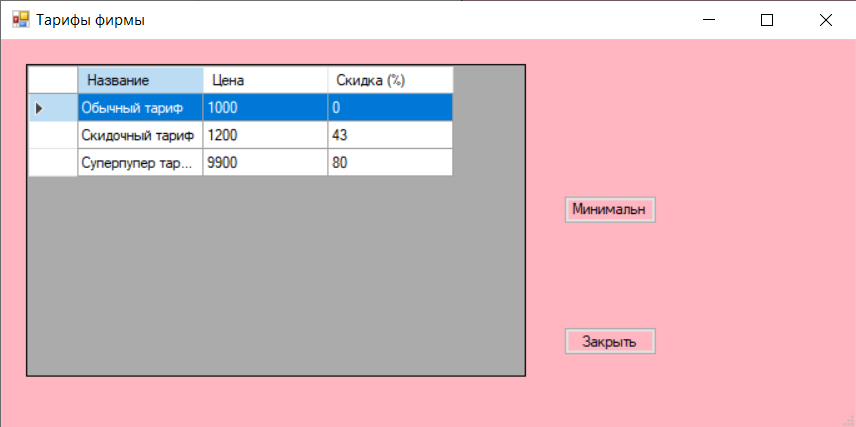 Тарифы фирмы
Название Цена Скидка (%)
Обычный тариф 1000 0
Скидочный тариф 1200 43
Суперпупер тар... 9900 80
Минимальн
Закрыть